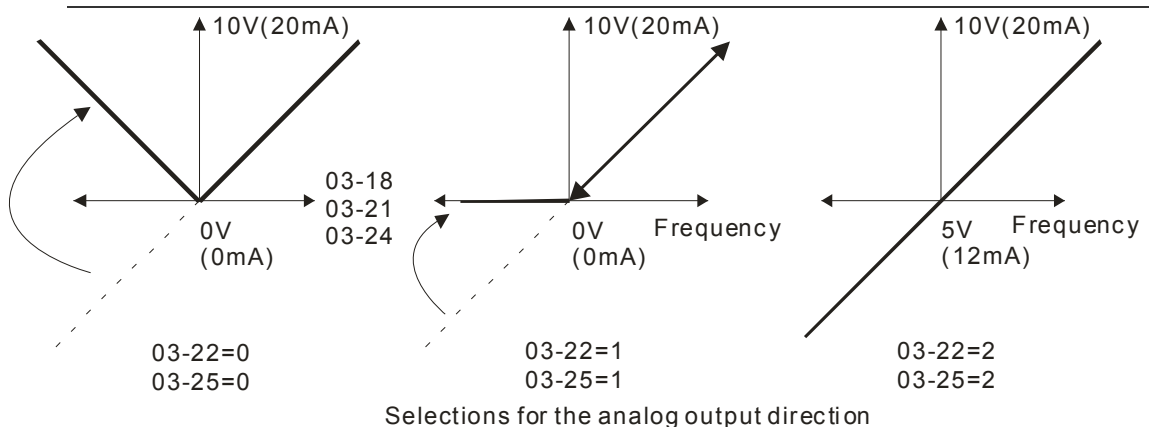 10V(20mA)
0V
(0mA)
03-18
03-21
03-24
03-22=0
03-25=0
10V(20mA)
0V
(0mA)
Frequency
03-22=1
03-25=1
10V(20mA)
5V
(12mA)
Frequency
03-22=2
03-25=2
Selections for the analog output direction